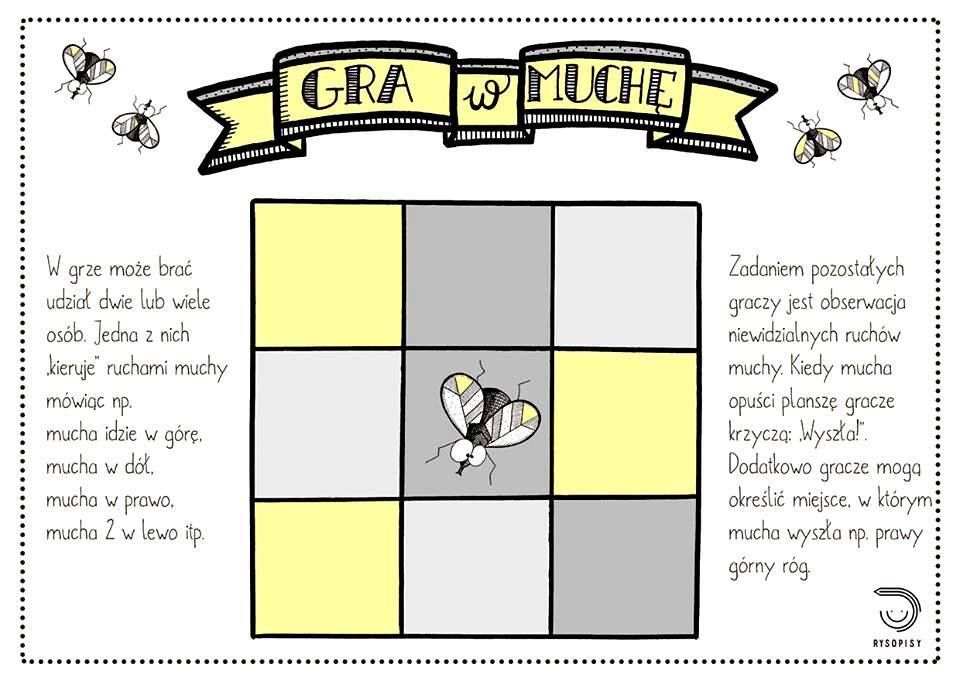 GRA w MUCHĘ
W grze może brać
udział dwie lub wiele
osób. Jedna z nich
„kieruje" ruchami muchy
mówiąc np.
mucha idzie w górę,
mucha w dół,
mucha w prawo,
mucha 2 w lewo itp.
Zadaniem pozostałych
graczy jest obserwacja
niewidzialnych ruchów
muchy. Kiedy mucha
opuści planszę gracze
krzyczą: „Wyszła!".
Dodatkowo gracze mogą
określić miejsce, w którym
mucha wyszła np. prawy
górny róg.
RYSOPISY